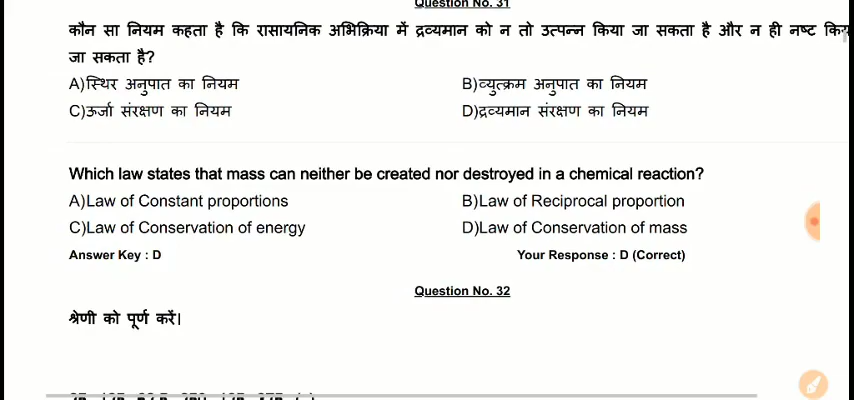 Question No. 31
कौन सा नियम कहता है कि रासायनिक अभिक्रिया में द्रव्यमान को न तो उत्पन्न किया जा सकता है और न ही नष्ट किया
जा सकता है?
A)स्थिर अनुपात का नियम B)व्युत्क्रम अनुपात का नियम
C)ऊर्जा संरक्षण का नियम D)द्रव्यमान संरक्षण का नियम
Which law states that mass can neither be created nor destroyed in a chemical reaction?
A)Law of Constant proportions B)Law of Reciprocal proportion
C)Law of Conservation of energy D)Law of Conservation of mass
Answer Key : D Your Response : D (Correct)
Question No. 32
श्रेणी को पूर्ण करें।